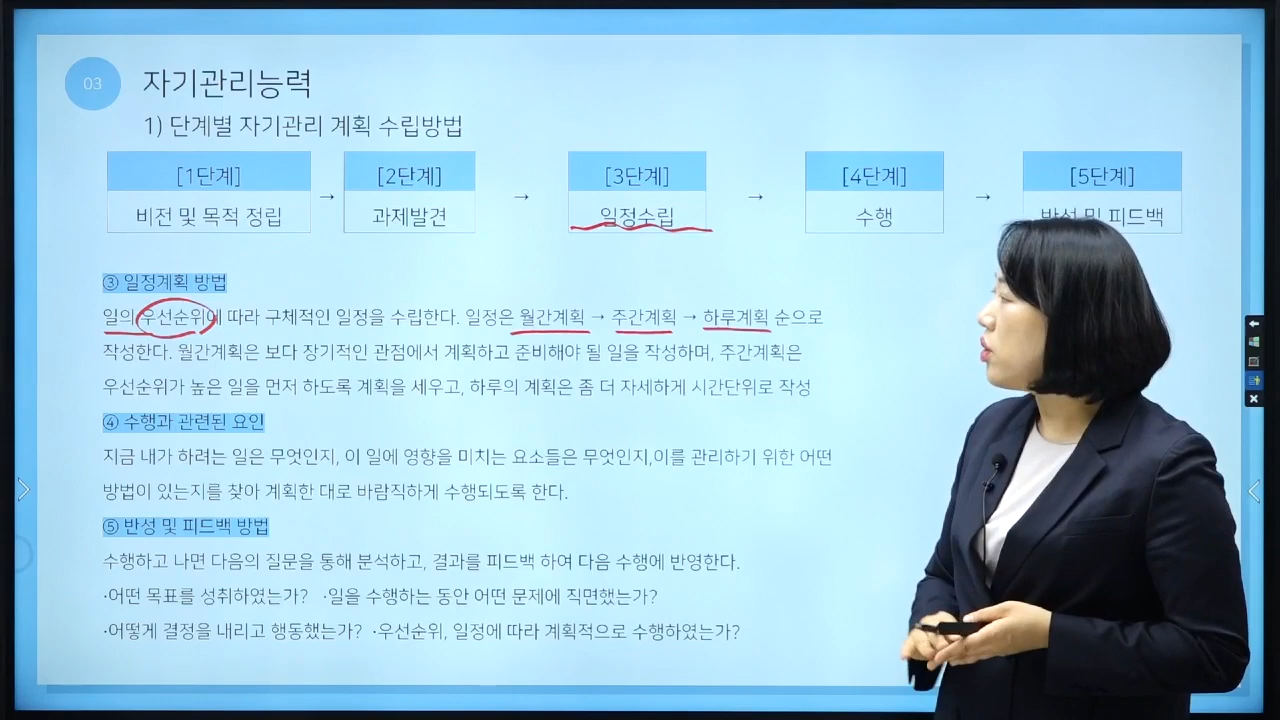 03
자기관리능력
1) 단계별 자기관리 계획 수립방법
[1단계] [2단계] [3단계] [4단계] [5단계]
비전 및 목적 정립 → 과제발견 → 일정수립 → 수행 → 반성 및 피드백
③ 일정계획 방법
일의 우선순위에 따라 구체적인 일정을 수립한다. 일정은 월간계획 → 주간계획 → 하루계획 순으로
작성한다. 월간계획은 보다 장기적인 관점에서 계획하고 준비해야 될 일을 작성하며, 주간계획은
우선순위가 높은 일을 먼저 하도록 계획을 세우고, 하루의 계획은 좀 더 자세하게 시간단위로 작성
④ 수행과 관련된 요인
지금 내가 하려는 일은 무엇인지, 이 일에 영향을 미치는 요소들은 무엇인지,이를 관리하기 위한 어떤
방법이 있는지를 찾아 계획한 대로 바람직하게 수행되도록 한다.
⑤ 반성 및 피드백 방법
수행하고 나면 다음의 질문을 통해 분석하고, 결과를 피드백 하여 다음 수행에 반영한다.
·어떤 목표를 성취하였는가? ·일을 수행하는 동안 어떤 문제에 직면했는가?
·어떻게 결정을 내리고 행동했는가? ·우선순위, 일정에 따라 계획적으로 수행하였는가?